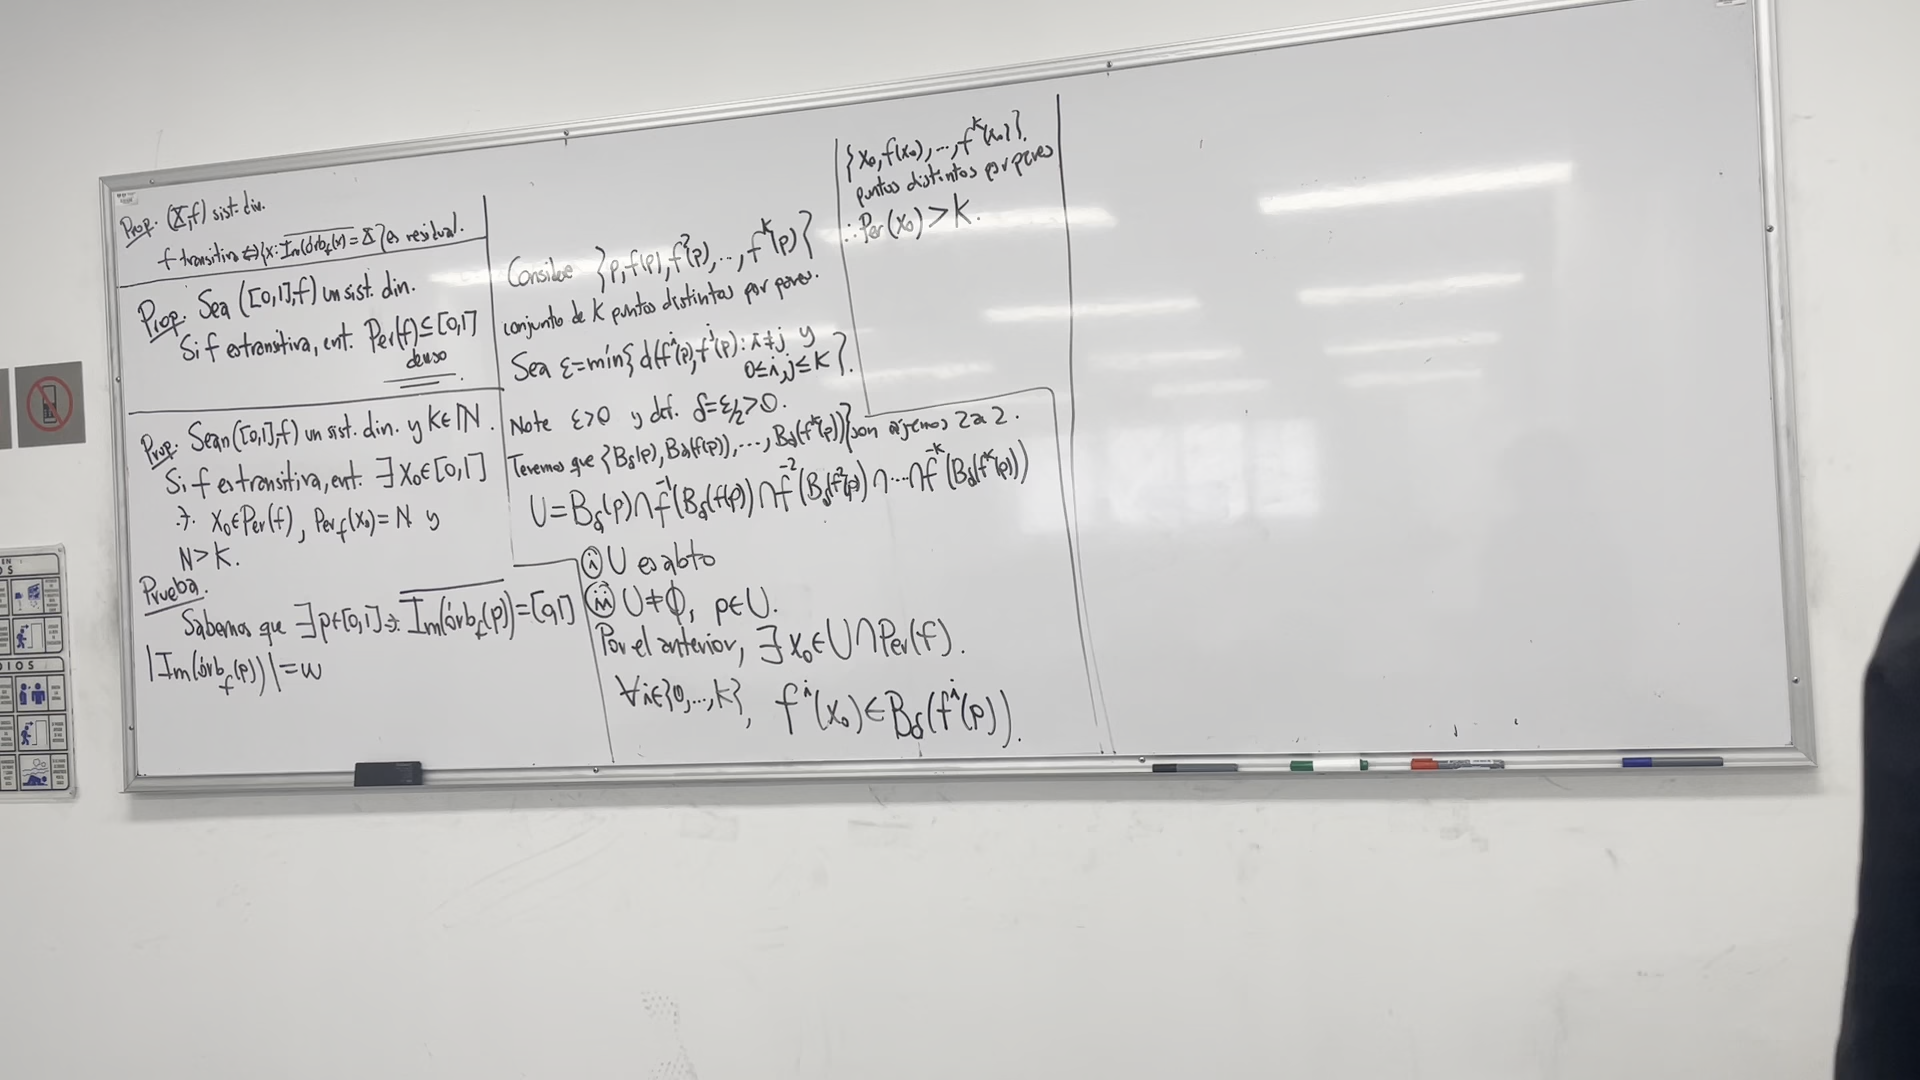 Prop. (X,f) sist. din.
f transitiva ⇔ {x: \overline{Im(órb_f(x))} = X} es residual.
Prop. Sea ([0,1],f) un sist. din.
Si f es transitiva, ent. Per(f) ⊆ [0,1]
denso
Prop. Sean ([0,1],f) un sist. din. y K∈ℕ.
Si f es transitiva, ent. ∃ x₀∈[0,1]
∋. x₀∈Per(f), Per_f(x₀)=N y
N>K.
Prueba.
Sabemos que ∃p∈[0,1] ∋. \overline{Im(órb_f(p))}=[0,1]
|Im(órb_f(p))|=ω
Considere {p, f(p), f²(p), ..., f^K(p)}
conjunto de K puntos distintos por pares.
Sea ε=mín{d(f^i(p), f^j(p): i≠j y
0≤i,j≤K}.
Note ε>0 y def. δ=ε/2>0.
Tenemos que {B_δ(p), B_δ(f(p)), ..., B_δ(f^K(p))} son ajenos 2 a 2.
U=B_δ(p)∩f^{-1}(B_δ(f(p))∩f^{-2}(B_δ(f²(p))∩...∩f^{-K}(B_δ(f^K(p)))
(i) U es abto
(ii) U≠∅, p∈U.
Por el anterior, ∃ x₀∈U∩Per(f).
∀i∈{0,...,K}, f^i(x₀)∈B_δ(f^i(p)).
{x₀, f(x₀), ..., f^K(x₀)}.
puntos distintos por pares
∴ Per(x₀)>K.